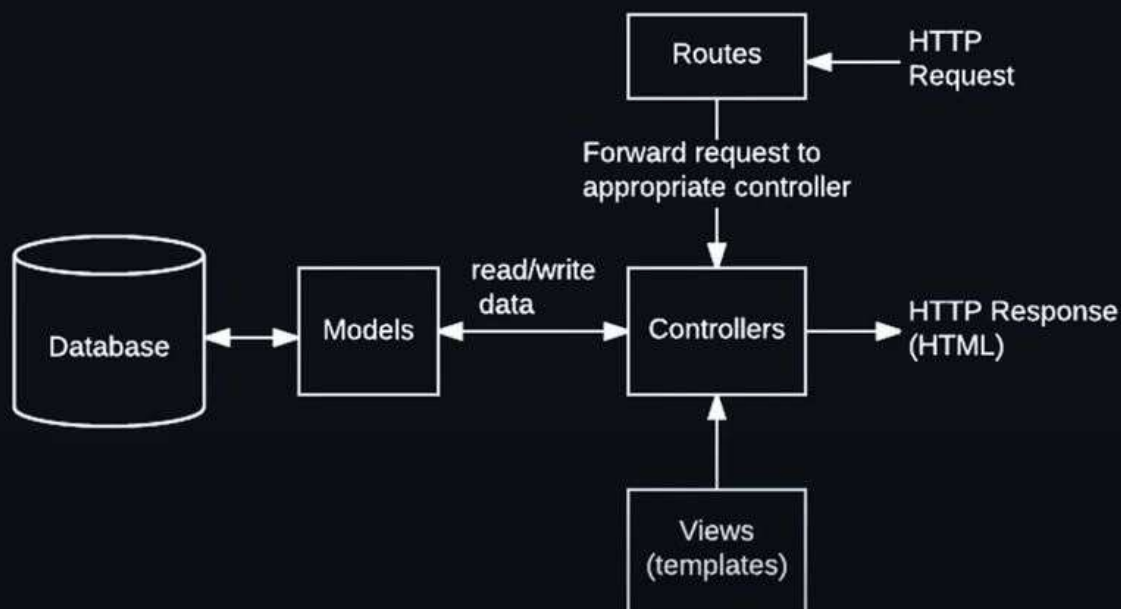 Routes
HTTP
Request
Forward request to
appropriate controller
Database
Models
read/write
data
Controllers
HTTP Response
(HTML)
Views
(templates)